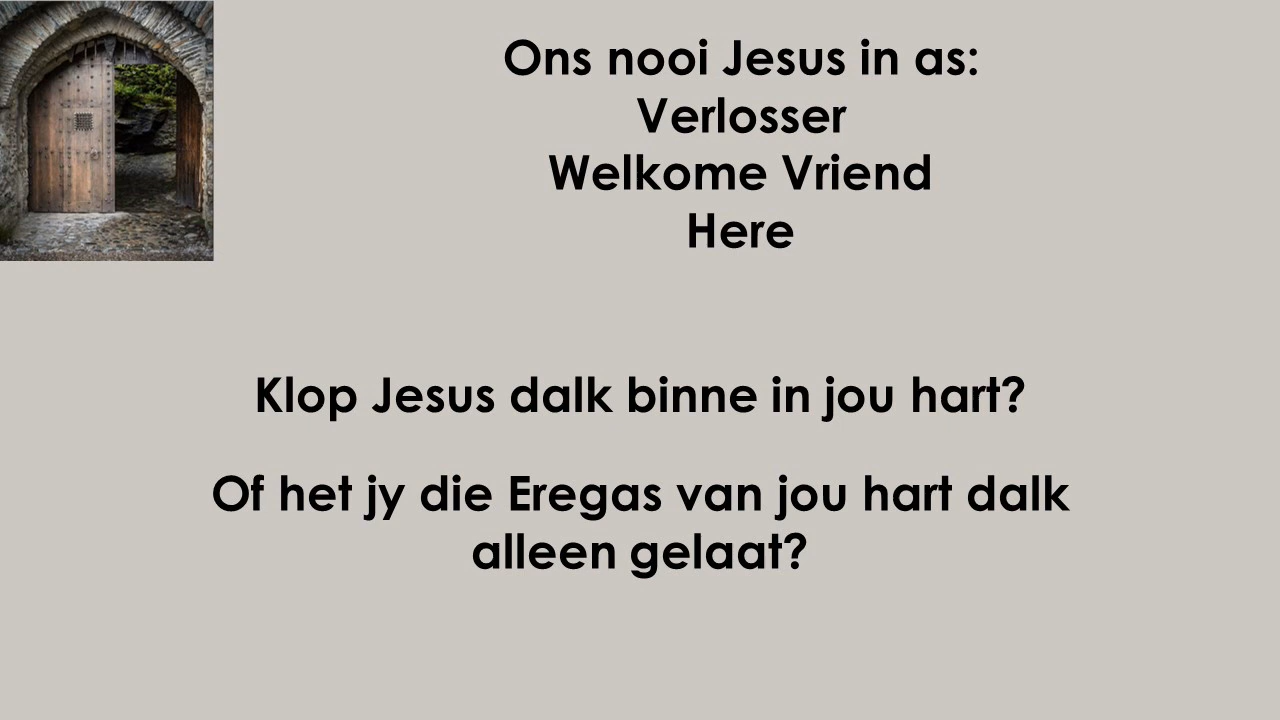 Ons nooi Jesus in as:
Verlosser
Welkome Vriend
Here
Klop Jesus dalk binne in jou hart?
Of het jy die Eregas van jou hart dalk
alleen gelaat?